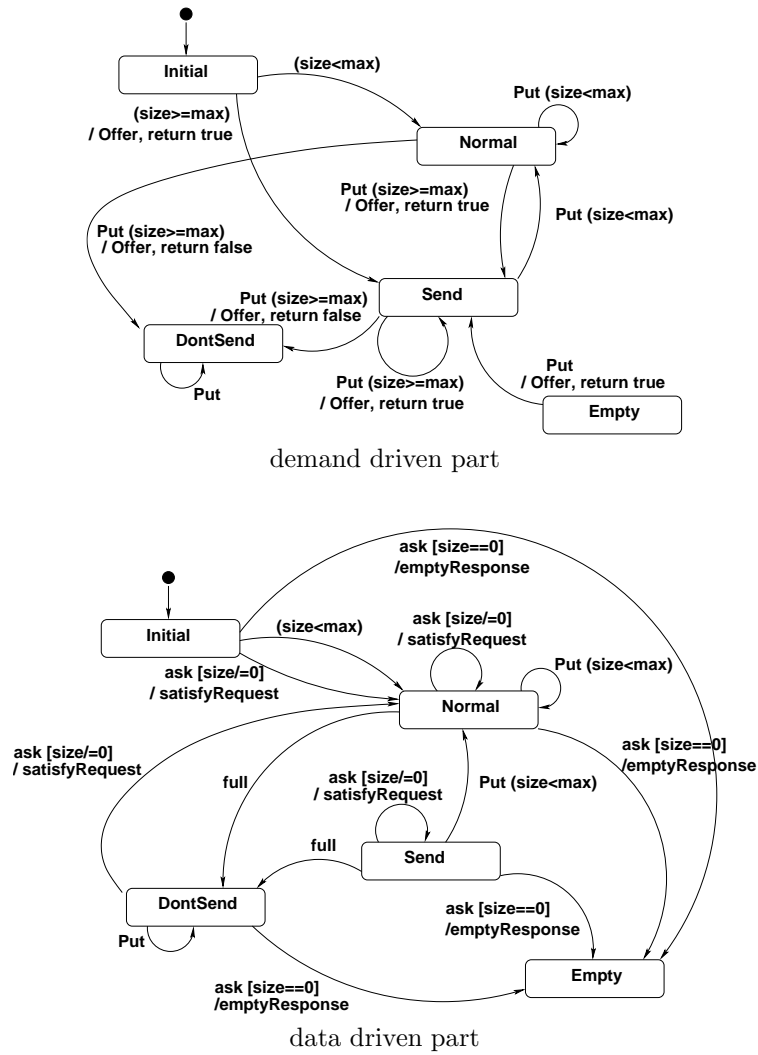 Initial
(size<max)
Put (size<max)
(size>=max)
/ Offer, return true
Normal
Put (size>=max)
/ Offer, return true
Put (size<max)
Put (size>=max)
/ Offer, return false
Send
Put (size>=max)
/ Offer, return false
DontSend
Put
Put (size>=max)
/ Offer, return true
Put
/ Offer, return true
Empty
demand driven part
ask [size==0]
/emptyResponse
Initial
(size<max)
ask [size/=0]
/ satisfyRequest
ask [size/=0]
/ satisfyRequest
Put (size<max)
Normal
ask [size/=0]
/ satisfyRequest
full
ask [size/=0]
/ satisfyRequest
Put (size<max)
ask [size==0]
/emptyResponse
full
Send
DontSend
Put
ask [size==0]
/emptyResponse
ask [size==0]
/emptyResponse
Empty
data driven part